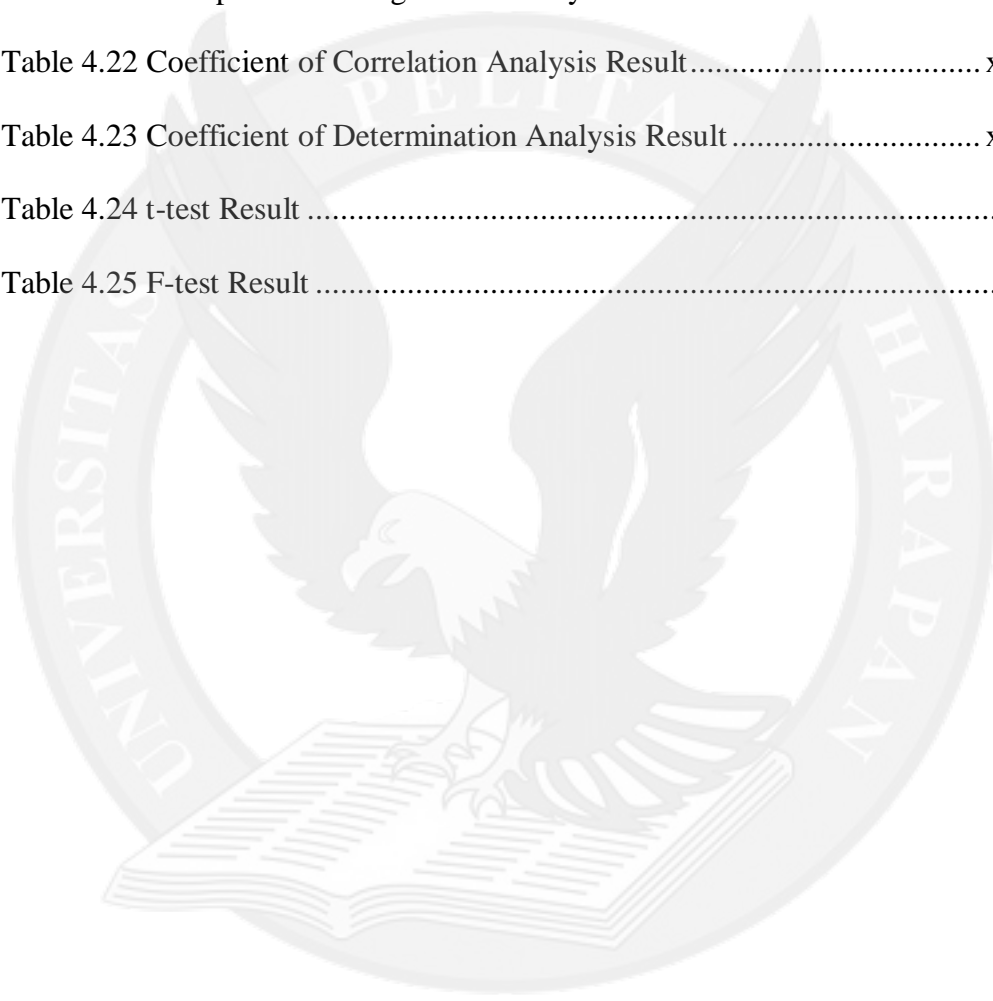 Table 4.22 Coefficient of Correlation Analysis Result................................... x
Table 4.23 Coefficient of Determination Analysis Result.............................. x
Table 4.24 t-test Result ...................................................................................
Table 4.25 F-test Result ..................................................................................
UNIVERSITAS PELITA HARAPAN